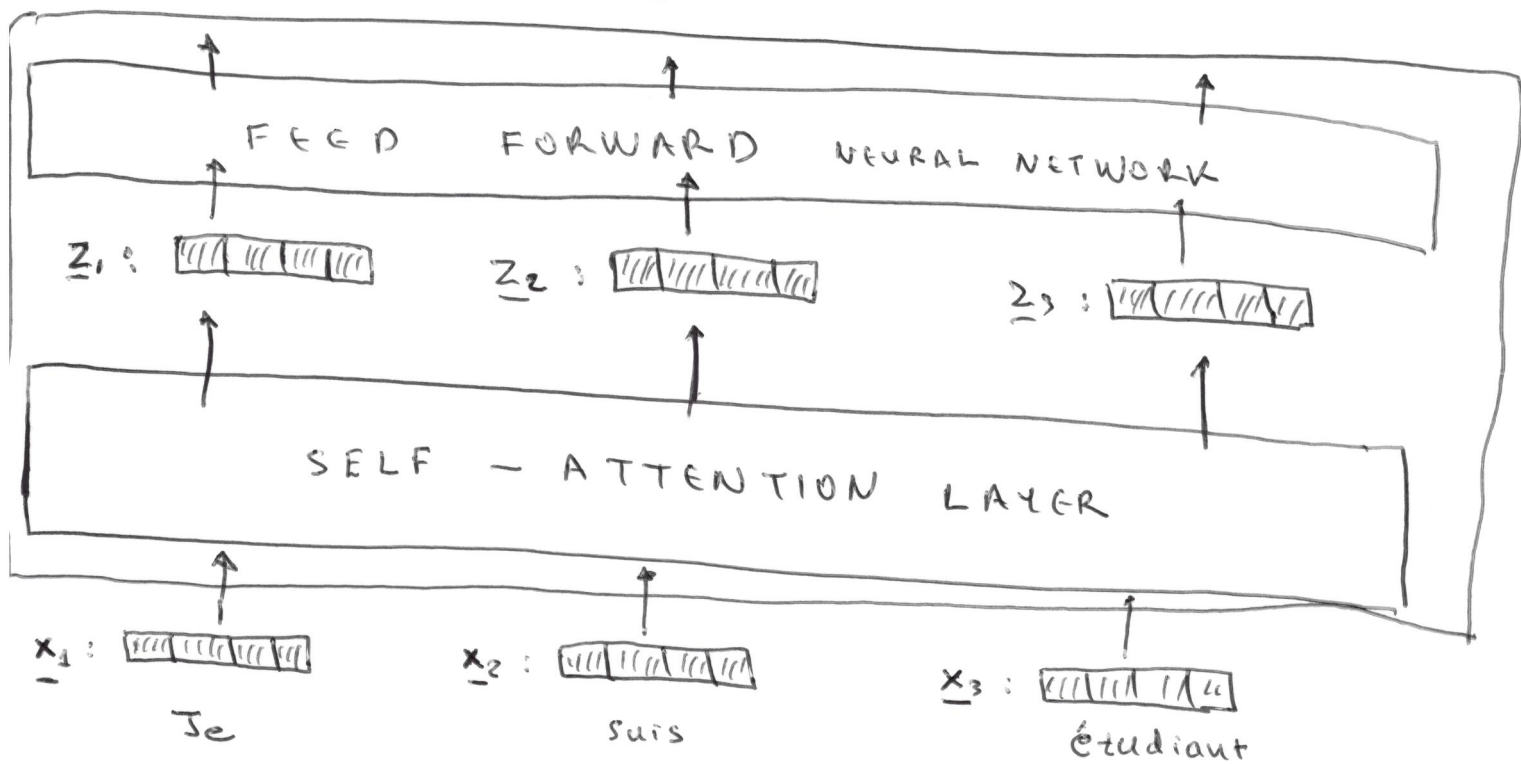 FEED FORWARD NEURAL NETWORK
z1 : z2 : z3 :
SELF - ATTENTION LAYER
x1 : x2 : x3 :
Je suis étudiant